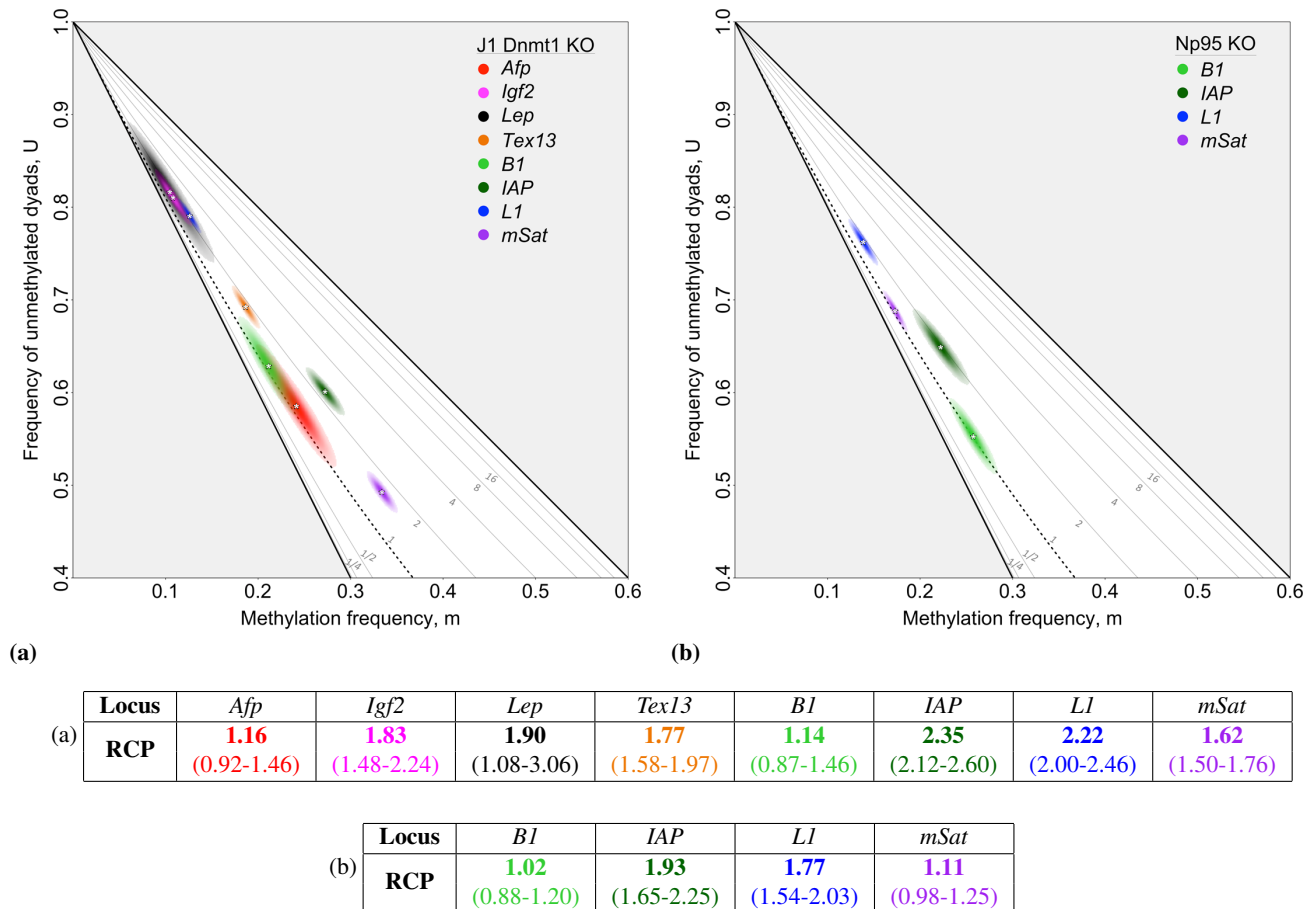 J1 Dnmt1 KO
Afp
Igf2
Lep
Tex13
B1
IAP
L1
mSat
1.0
0.9
0.8
0.7
0.6
0.5
0.4
Frequency of unmethylated dyads, U
16
8
4
2
1
1/2
1/4
0.1 0.2 0.3 0.4 0.5 0.6
Methylation frequency, m
(a)
Np95 KO
B1
IAP
L1
mSat
1.0
0.9
0.8
0.7
0.6
0.5
0.4
Frequency of unmethylated dyads, U
16
8
4
2
1
1/2
1/4
0.1 0.2 0.3 0.4 0.5 0.6
Methylation frequency, m
(b)
(a)
Locus Afp Igf2 Lep Tex13 B1 IAP L1 mSat
RCP 1.16 1.83 1.90 1.77 1.14 2.35 2.22 1.62
(0.92-1.46) (1.48-2.24) (1.08-3.06) (1.58-1.97) (0.87-1.46) (2.12-2.60) (2.00-2.46) (1.50-1.76)
(b)
Locus B1 IAP L1 mSat
RCP 1.02 1.93 1.77 1.11
(0.88-1.20) (1.65-2.25) (1.54-2.03) (0.98-1.25)